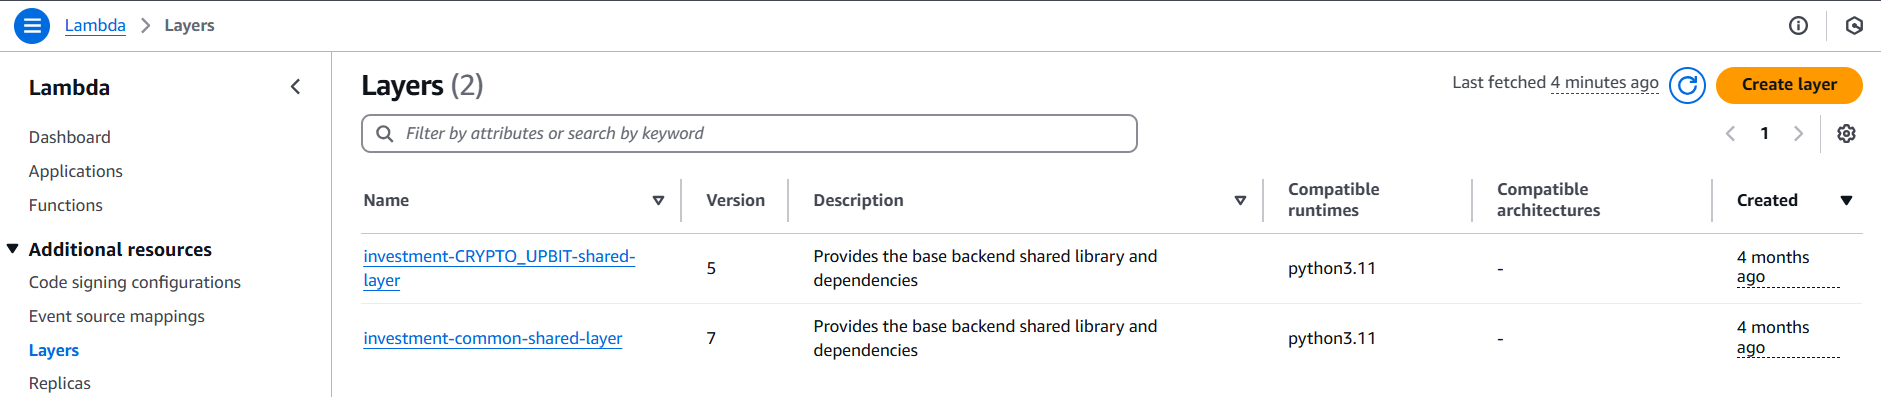 Lambda > Layers
Lambda
Dashboard
Applications
Functions
Additional resources
Code signing configurations
Event source mappings
Layers
Replicas
Layers (2)
Last fetched 4 minutes ago
Create layer
Filter by attributes or search by keyword
1
Name
Version
Description
Compatible
runtimes
Compatible
architectures
Created
investment-CRYPTO_UPBIT-shared-
layer
5
Provides the base backend shared library and
dependencies
python3.11
-
4 months
ago
investment-common-shared-layer
7
Provides the base backend shared library and
dependencies
python3.11
-
4 months
ago